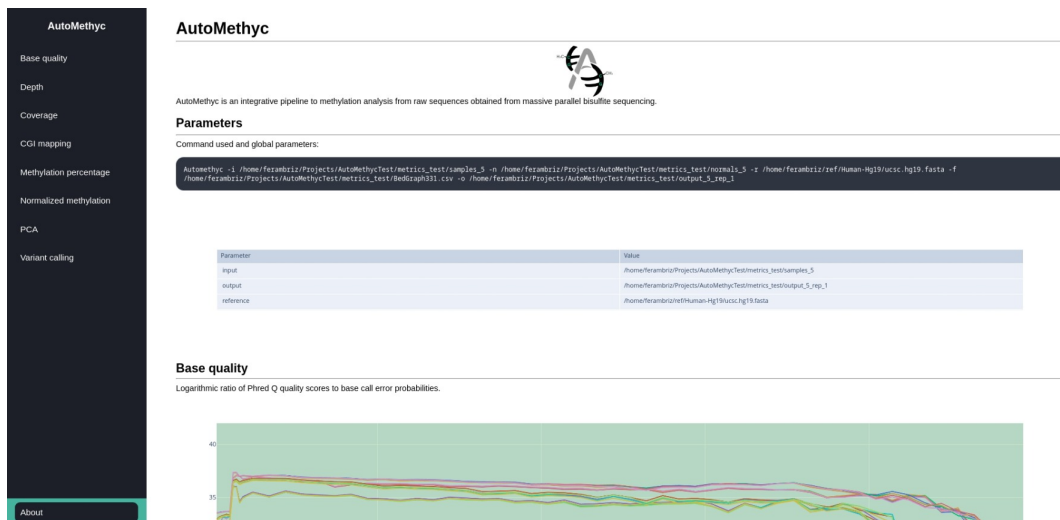 AutoMethyc
Base quality
Depth
Coverage
CGI mapping
Methylation percentage
Normalized methylation
PCA
Variant calling
About
AutoMethyc
AutoMethyc is an integrative pipeline to methylation analysis from raw sequences obtained from massive parallel bisulfite sequencing.
Parameters
Command used and global parameters:
Automethyc -i /home/ferambriz/Projects/AutoMethycTest/metrics_test/samples_5 -n /home/ferambriz/Projects/AutoMethycTest/metrics_test/normals_5 -r /home/ferambriz/ref/Human-Hg19/ucsc.hg19.fasta -f
/home/ferambriz/Projects/AutoMethycTest/metrics_test/BedGraph331.csv -o /home/ferambriz/Projects/AutoMethycTest/metrics_test/output_5_rep_1
Parameter Value
input /home/ferambriz/Projects/AutoMethycTest/metrics_test/samples_5
output /home/ferambriz/Projects/AutoMethycTest/metrics_test/output_5_rep_1
reference /home/ferambriz/ref/Human-Hg19/ucsc.hg19.fasta
Base quality
Logarithmic ratio of Phred Q quality scores to base call error probabilities.
40
35